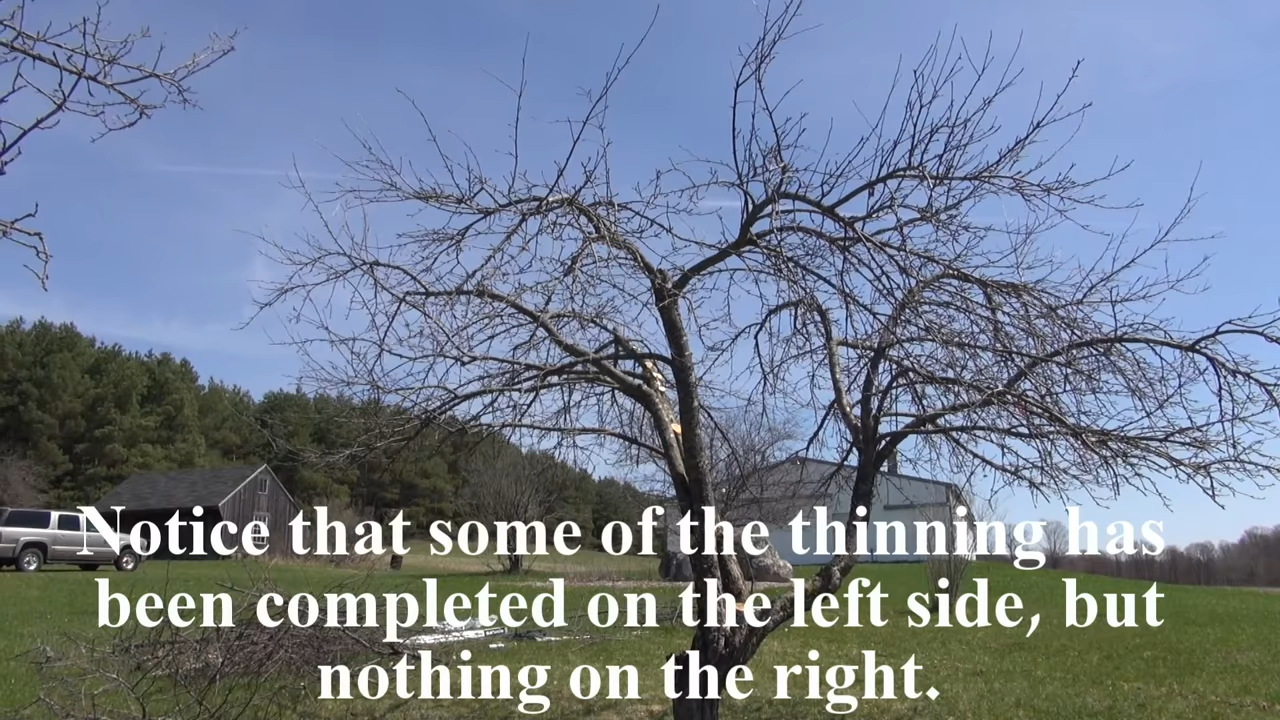 Notice that some of the thinning has
been completed on the left side, but
nothing on the right.